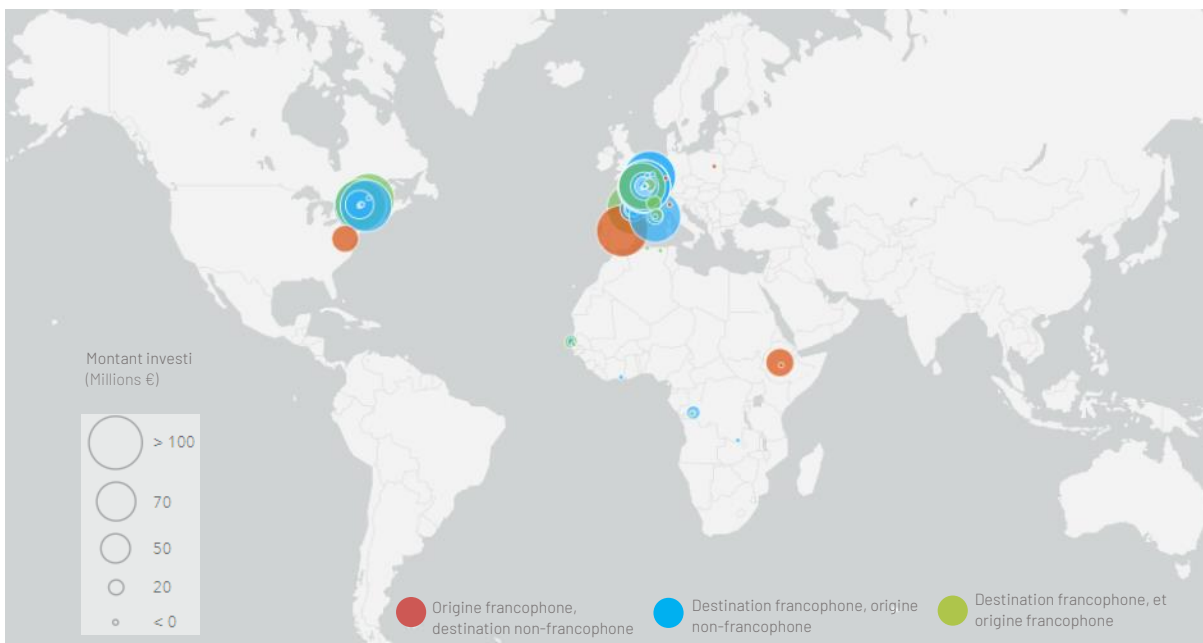 Montant investi
(Millions €)
> 100
70
50
20
< 0
Origine francophone,
destination non-francophone
Destination francophone, origine
non-francophone
Destination francophone, et
origine francophone